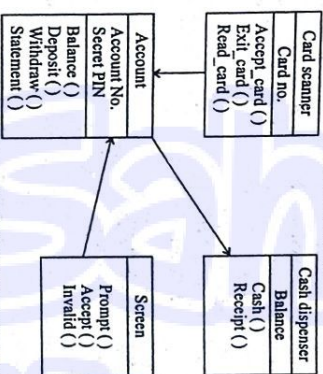 Card scanner
Card no.
Accept_card ( )
Exit_card ( )
Read_card ( )
Cash dispenser
Balance
Cash ( )
Receipt ( )
Account
Account No.
Secret PIN
Balance ( )
Deposit ( )
Withdraw ( )
Statement ( )
Screen
Prompt ( )
Accept ( )
Invalid ( )